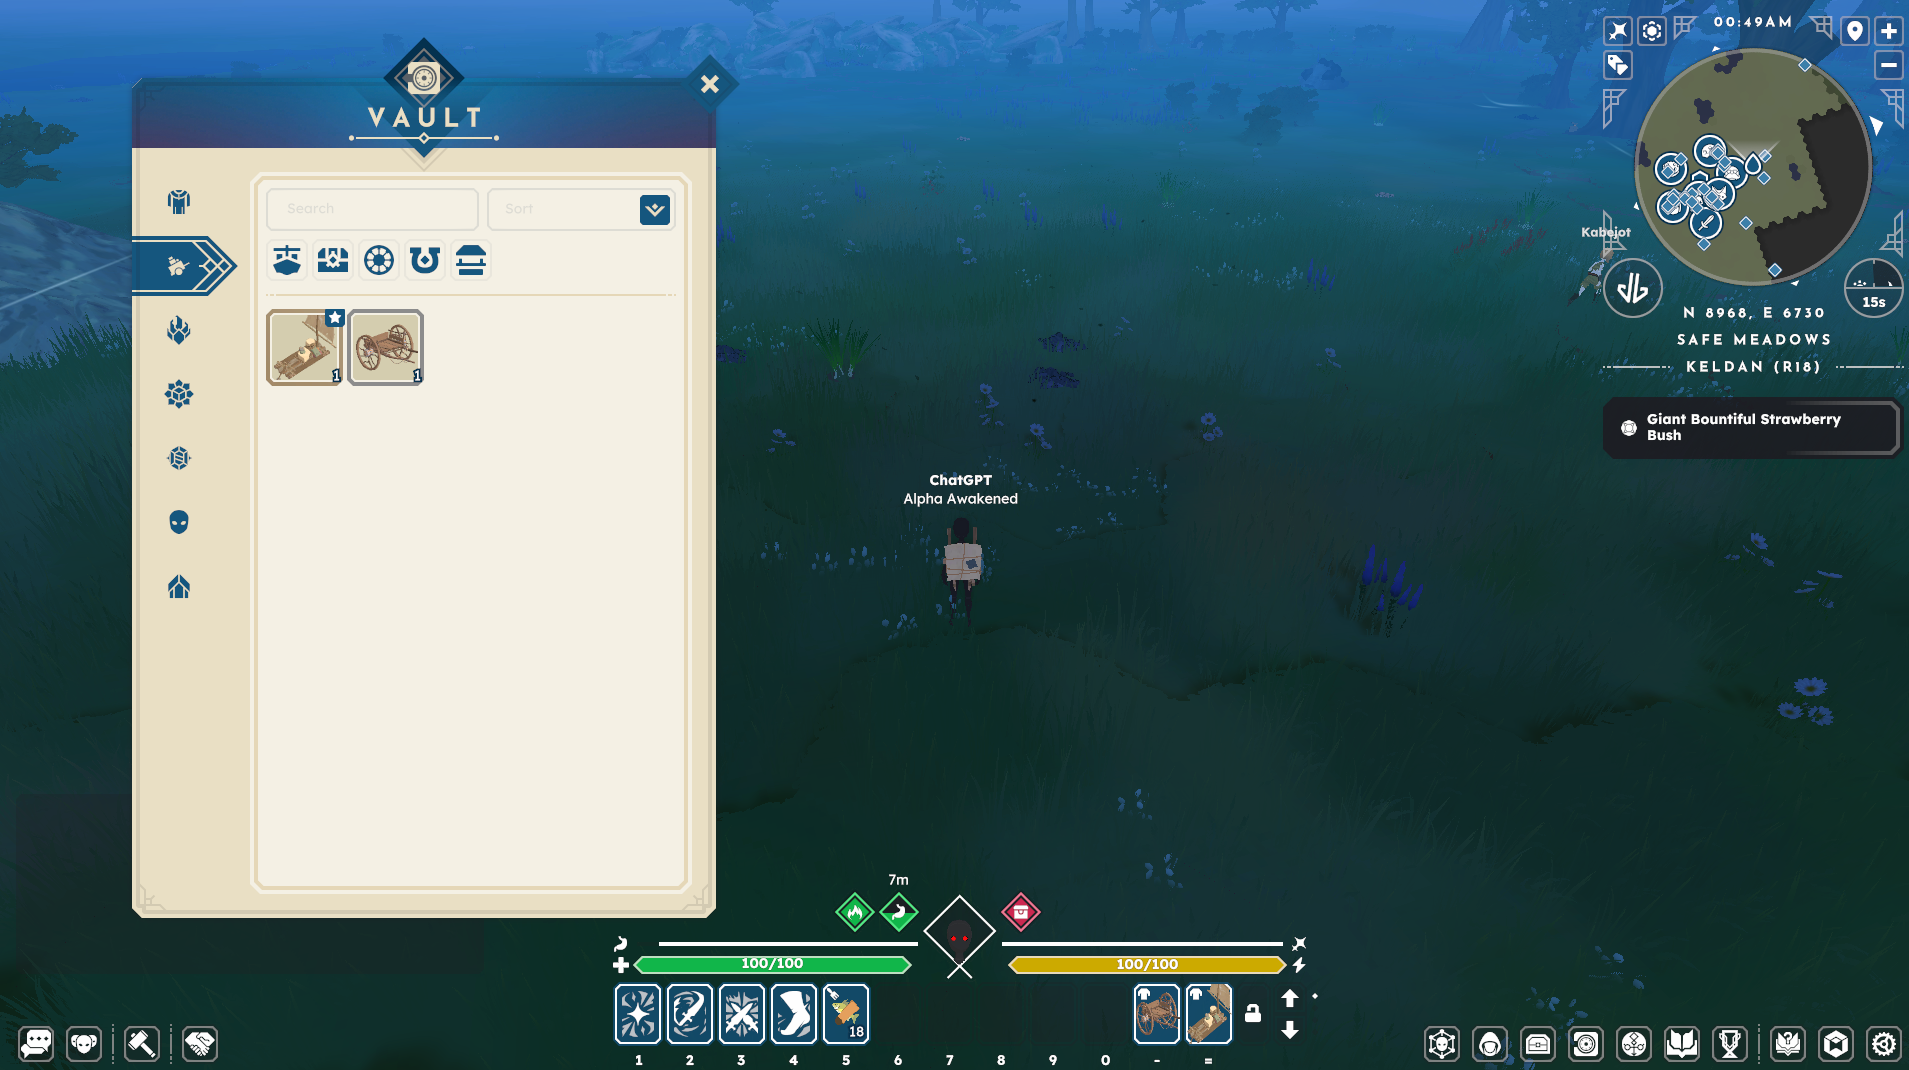 VAULT
Search
Sort
1
1
00:49AM
Kabejot
15s
N 8968, E 6730
SAFE MEADOWS
KELDAN (R18)
Giant Bountiful Strawberry
Bush
ChatGPT
Alpha Awakened
7m
100/100
100/100
18
1 2 3 4 5 6 7 8 9 0 - =